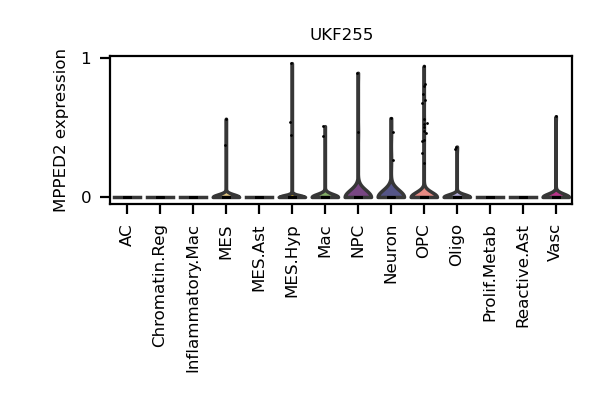 UKF255
MPPED2 expression
1
0
AC
Chromatin.Reg
Inflammatory.Mac
MES
MES.Ast
MES.Hyp
Mac
NPC
Neuron
OPC
Oligo
Prolif.Metab
Reactive.Ast
Vasc